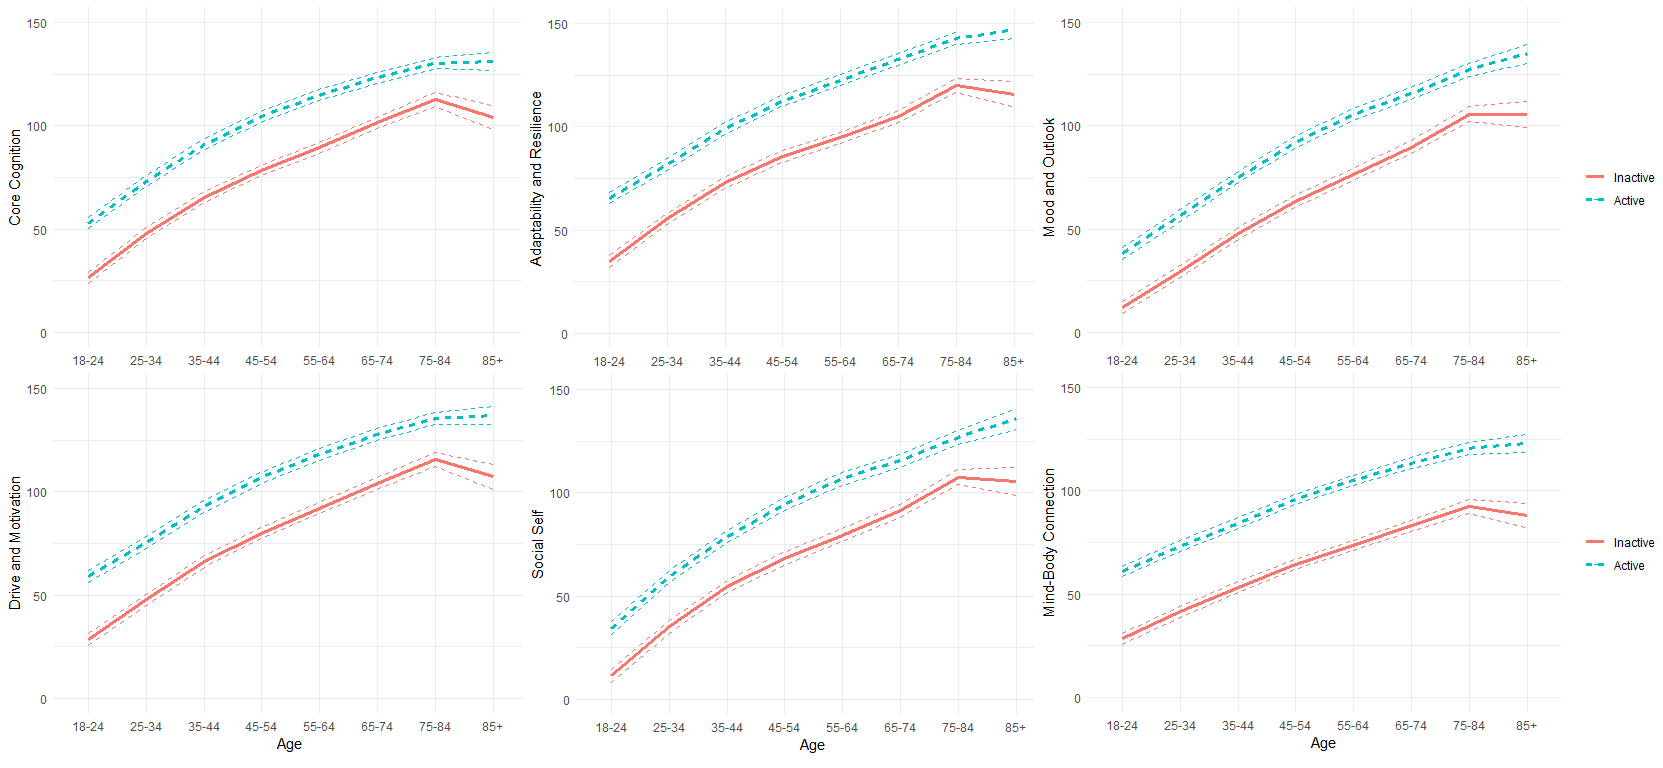 150
100
50
0
Core Cognition
18-24 25-34 35-44 45-54 55-64 65-74 75-84 85+
150
100
50
0
Adaptability and Resilience
18-24 25-34 35-44 45-54 55-64 65-74 75-84 85+
150
100
50
0
Mood and Outlook
18-24 25-34 35-44 45-54 55-64 65-74 75-84 85+
Inactive
Active
150
100
50
0
Drive and Motivation
18-24 25-34 35-44 45-54 55-64 65-74 75-84 85+
Age
150
100
50
0
Social Self
18-24 25-34 35-44 45-54 55-64 65-74 75-84 85+
Age
150
100
50
0
Mind-Body Connection
18-24 25-34 35-44 45-54 55-64 65-74 75-84 85+
Age
Inactive
Active